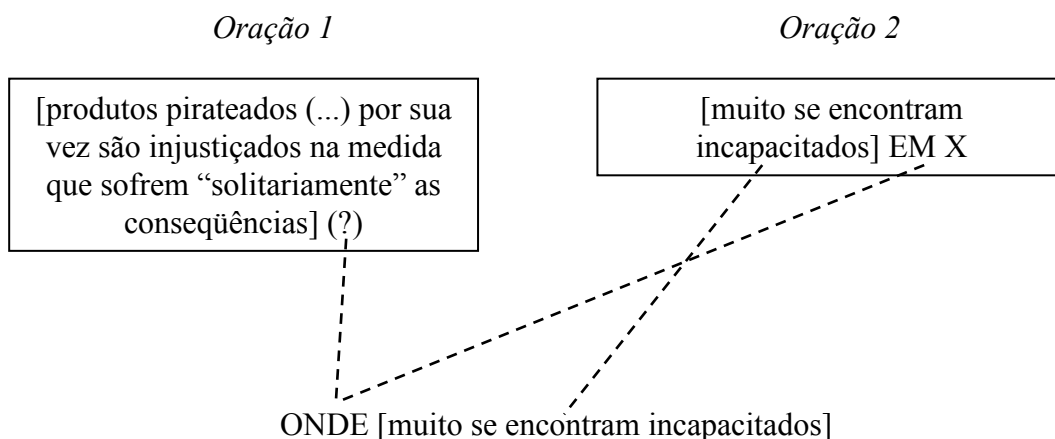 Oração 1
Oração 2
[produtos pirateados (...) por sua
vez são injustiçados na medida
que sofrem “solitariamente” as
conseqüências] (?)
[muito se encontram
incapacitados] EM X
ONDE [muito se encontram incapacitados]